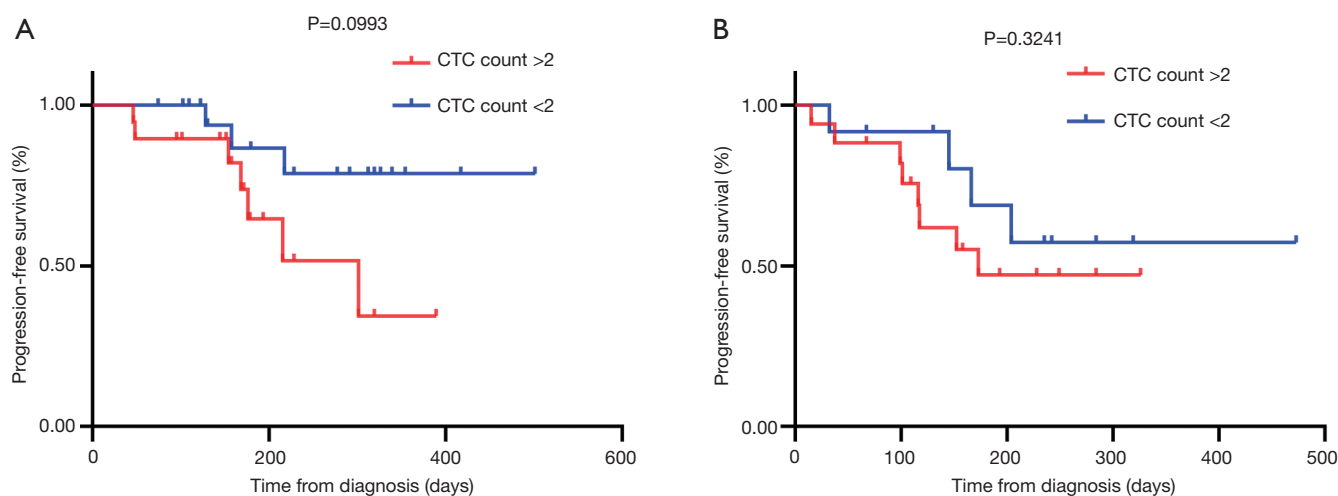 A
P=0.0993
CTC count >2
CTC count <2
Progression-free survival (%)
1.00
0.50
0.00
0
200
400
600
Time from diagnosis (days)
B
P=0.3241
CTC count >2
CTC count <2
Progression-free survival (%)
1.00
0.50
0.00
0
100
200
300
400
500
Time from diagnosis (days)